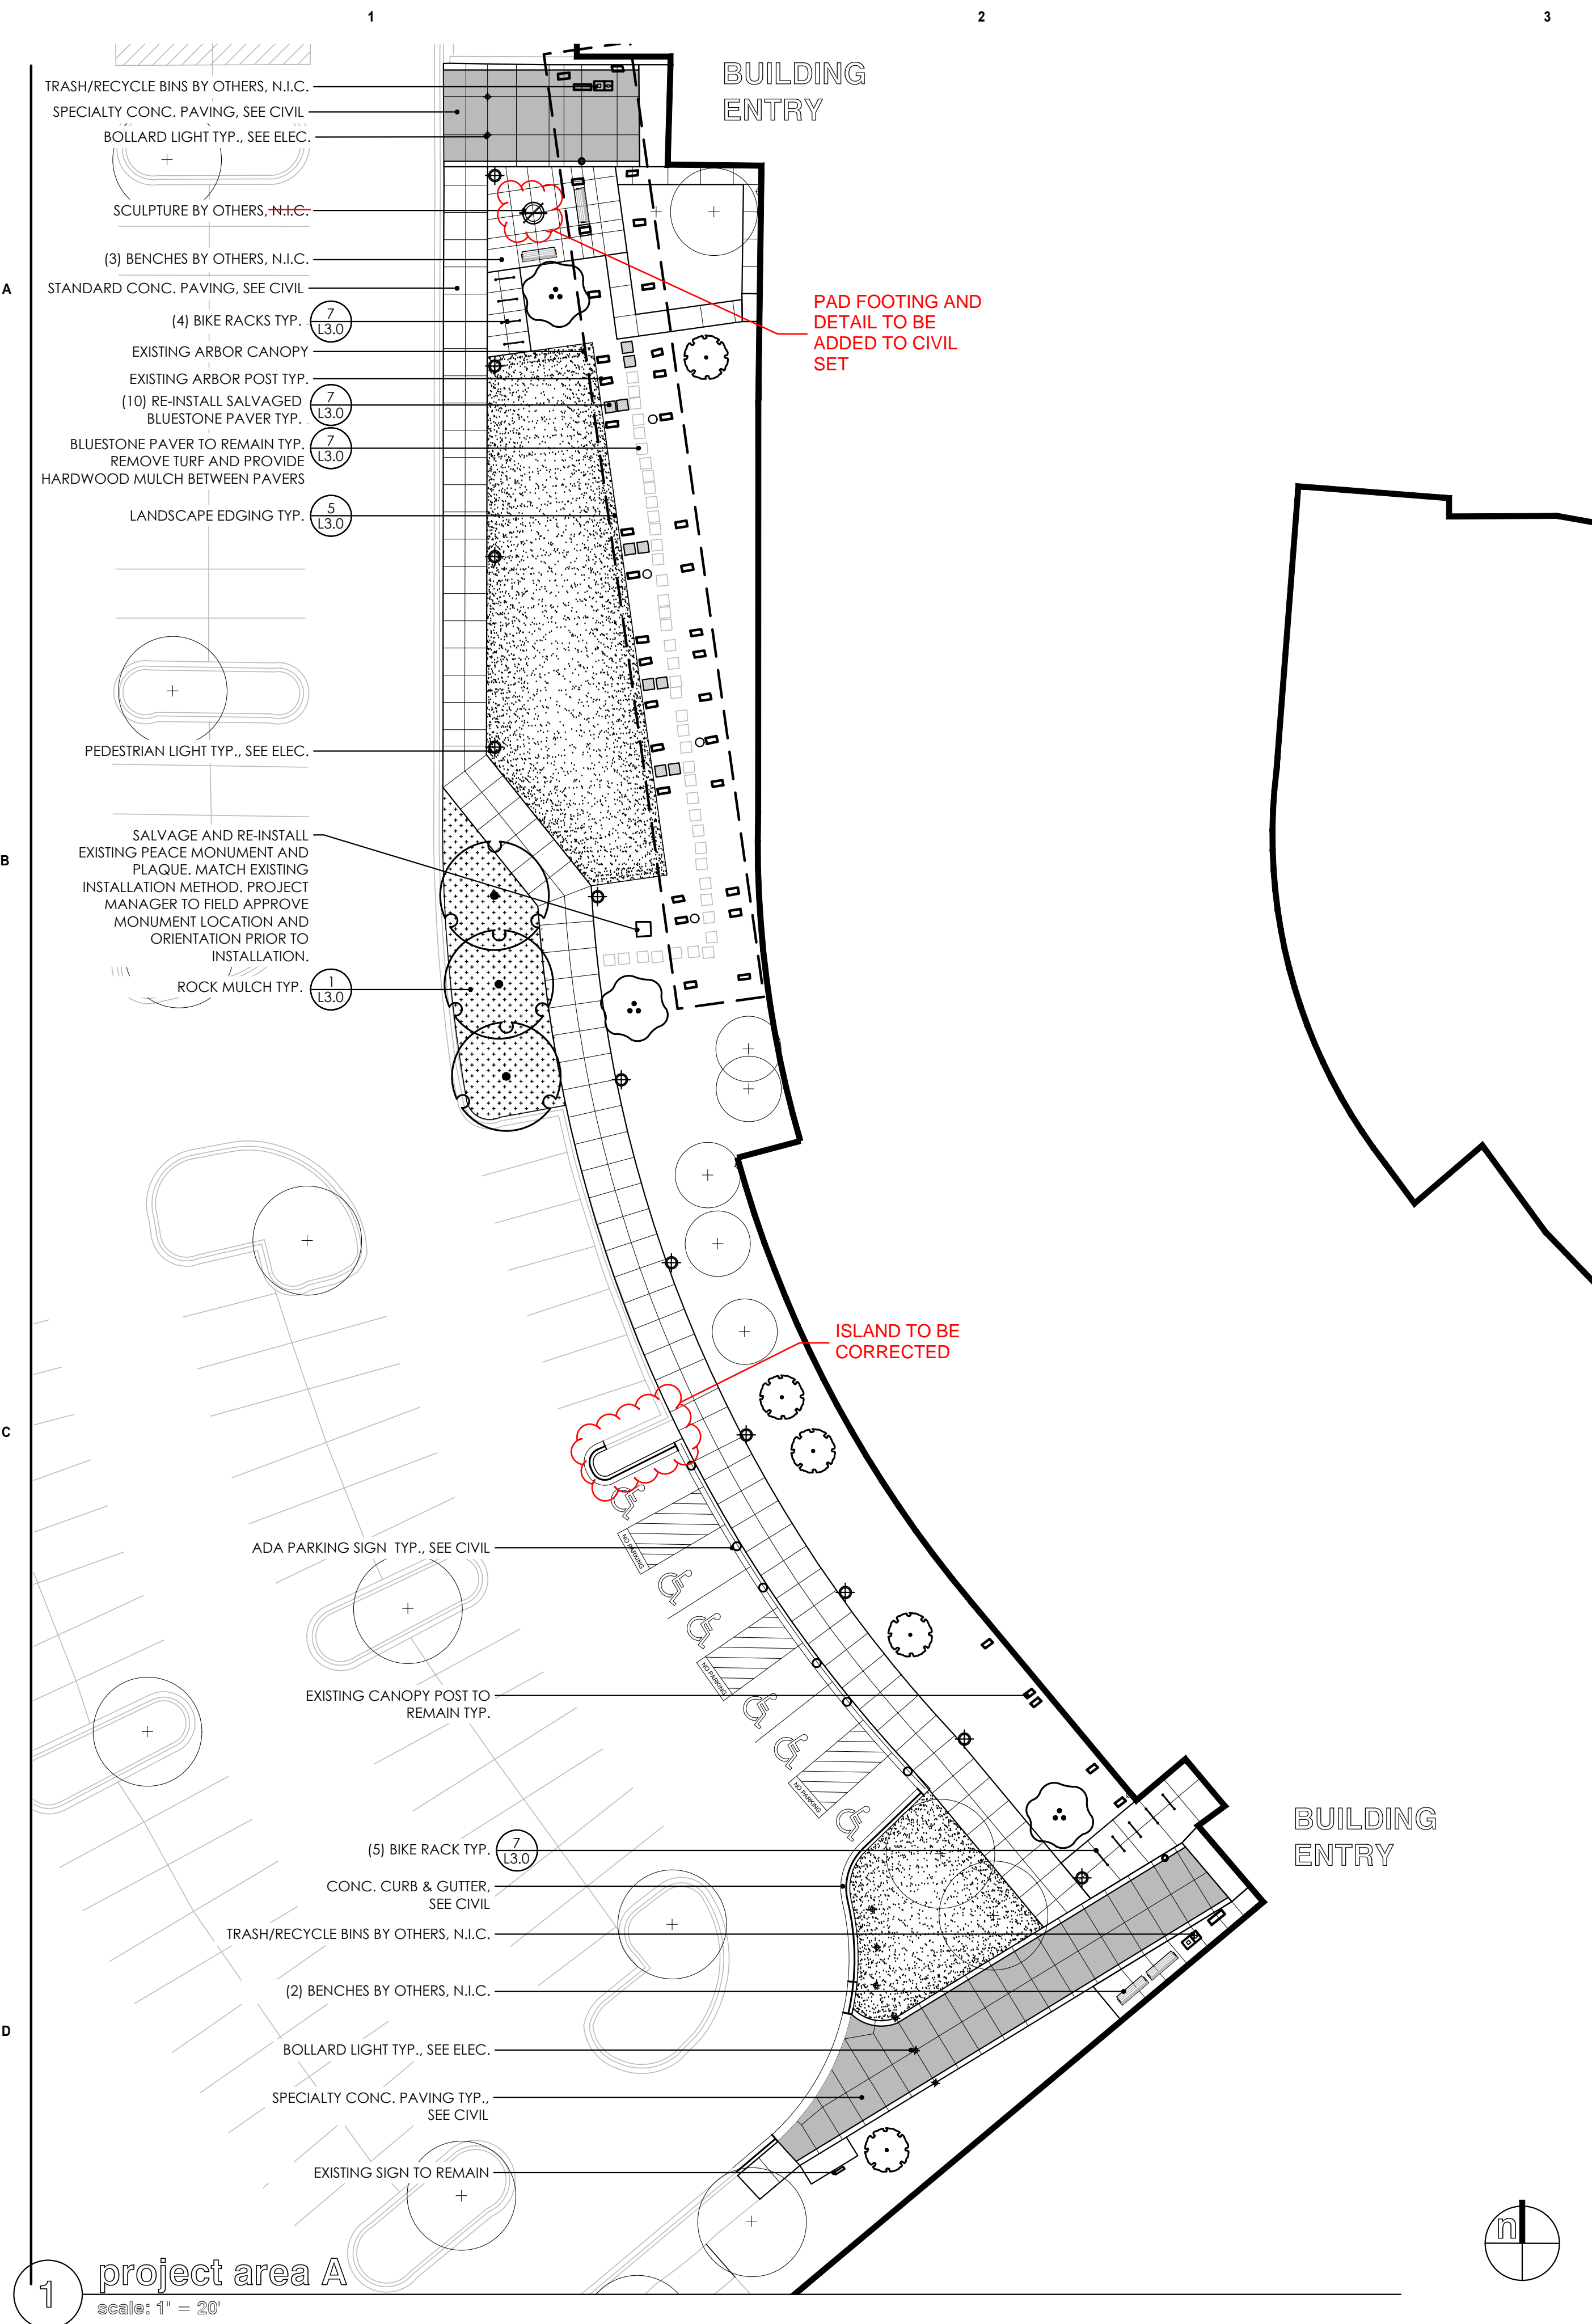 1
2
3
BUILDING
ENTRY
TRASH/RECYCLE BINS BY OTHERS, N.I.C.
SPECIALTY CONC. PAVING, SEE CIVIL
BOLLARD LIGHT TYP., SEE ELEC.
SCULPTURE BY OTHERS, N.I.C.
(3) BENCHES BY OTHERS, N.I.C.
A
STANDARD CONC. PAVING, SEE CIVIL
(4) BIKE RACKS TYP.
7
L3.0
PAD FOOTING AND
DETAIL TO BE
ADDED TO CIVIL
SET
EXISTING ARBOR CANOPY
EXISTING ARBOR POST TYP.
(10) RE-INSTALL SALVAGED
BLUESTONE PAVER TYP.
7
L3.0
BLUESTONE PAVER TO REMAIN TYP.
REMOVE TURF AND PROVIDE
HARDWOOD MULCH BETWEEN PAVERS
7
L3.0
LANDSCAPE EDGING TYP.
5
L3.0
PEDESTRIAN LIGHT TYP., SEE ELEC.
B
SALVAGE AND RE-INSTALL
EXISTING PEACE MONUMENT AND
PLAQUE. MATCH EXISTING
INSTALLATION METHOD. PROJECT
MANAGER TO FIELD APPROVE
MONUMENT LOCATION AND
ORIENTATION PRIOR TO
INSTALLATION.
ROCK MULCH TYP.
1
L3.0
ISLAND TO BE
CORRECTED
C
NO PARKING
ADA PARKING SIGN TYP., SEE CIVIL
NO PARKING
EXISTING CANOPY POST TO
REMAIN TYP.
NO PARKING
BUILDING
ENTRY
(5) BIKE RACK TYP.
7
L3.0
CONC. CURB & GUTTER,
SEE CIVIL
TRASH/RECYCLE BINS BY OTHERS, N.I.C.
(2) BENCHES BY OTHERS, N.I.C.
D
BOLLARD LIGHT TYP., SEE ELEC.
SPECIALTY CONC. PAVING TYP.,
SEE CIVIL
EXISTING SIGN TO REMAIN
n
1
project area A
scale: 1" = 20'